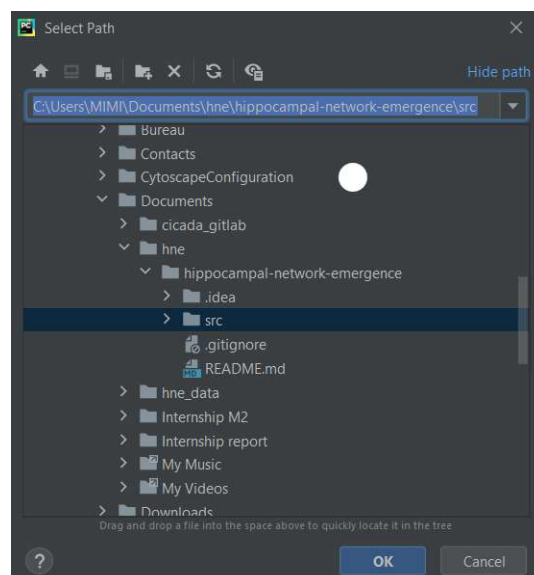 PC Select Path
Hide path
C:\Users\MIMI\Documents\hne\hippocampal-network-emergence\src
Bureau
Contacts
CytoscapeConfiguration
Documents
cicada_gitlab
hne
hippocampal-network-emergence
.idea
src
.gitignore
MD README.md
hne_data
Internship M2
Internship report
My Music
My Videos
Downloads
Drag and drop a file into the space above to quickly locate it in the tree
? OK Cancel